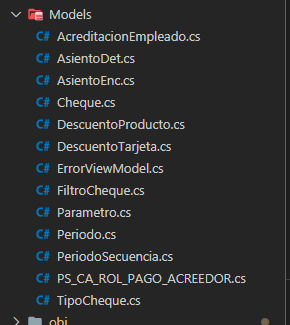 Models
C# AcreditacionEmpleado.cs
C# AsientoDet.cs
C# AsientoEnc.cs
C# Cheque.cs
C# DescuentoProducto.cs
C# DescuentoTarjeta.cs
C# ErrorViewModel.cs
C# FiltroCheque.cs
C# Parametro.cs
C# Periodo.cs
C# PeriodoSecuencia.cs
C# PS_CA_ROL_PAGO_ACREEDOR.cs
C# TipoCheque.cs
obj